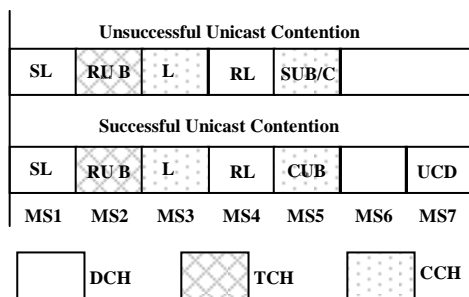 Unsuccessful Unicast Contention
SL RU B L RL SUB/C
Successful Unicast Contention
SL RU B L RL CUB UCD
MS1 MS2 MS3 MS4 MS5 MS6 MS7
DCH TCH CCH